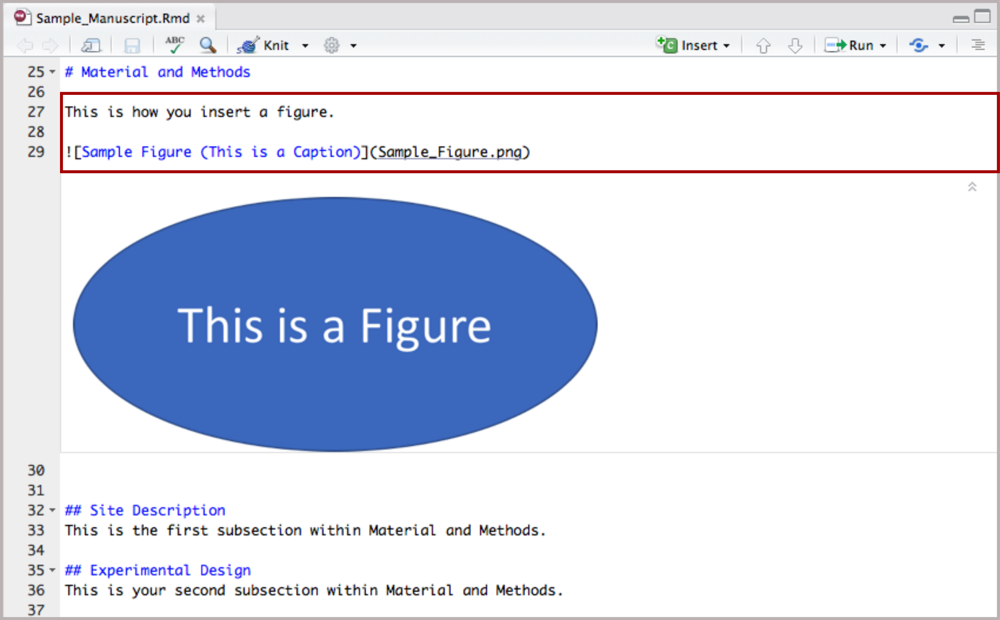 Sample_Manuscript.Rmd
ABC Knit Insert Run
25 # Material and Methods
26
27 This is how you insert a figure.
28
29 ![Sample Figure (This is a Caption)](Sample_Figure.png)
This is a Figure
30
31
32 ## Site Description
33 This is the first subsection within Material and Methods.
34
35 ## Experimental Design
36 This is your second subsection within Material and Methods.
37